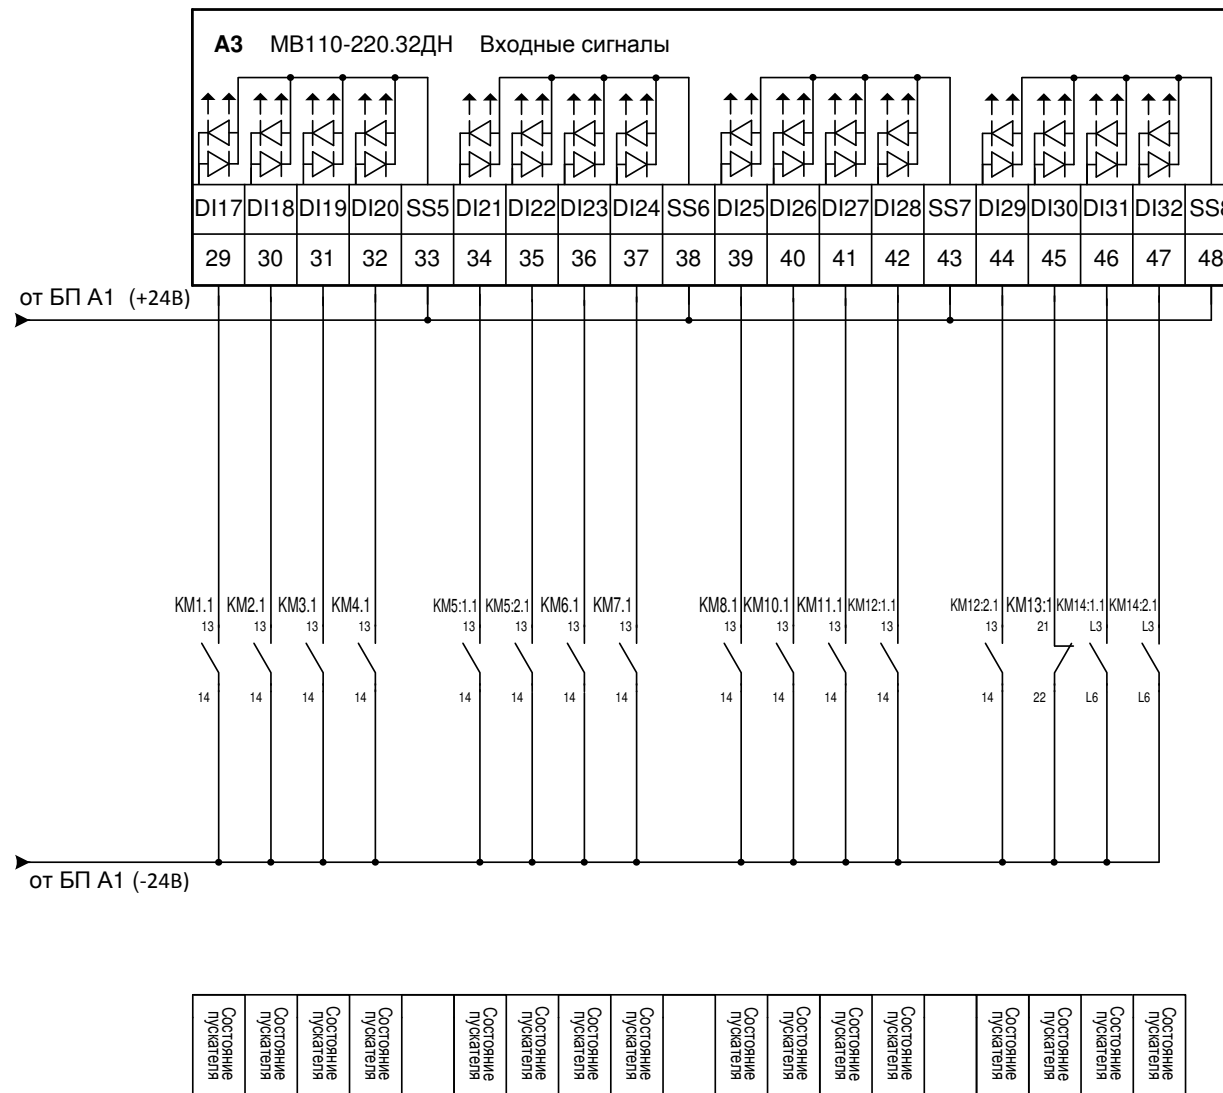 А3 МВ110-220.32ДН Входные сигналы
DI17 DI18 DI19 DI20 SS5 DI21 DI22 DI23 DI24 SS6 DI25 DI26 DI27 DI28 SS7 DI29 DI30 DI31 DI32 SS8
29 30 31 32 33 34 35 36 37 38 39 40 41 42 43 44 45 46 47 48
от БП А1 (+24В)
KM1.1 KM2.1 KM3.1 KM4.1 KM5:1.1 KM5:2.1 KM6.1 KM7.1 KM8.1 KM10.1 KM11.1 KM12:1.1 KM12:2.1 KM13:1 KM14:1.1 KM14:2.1
13 13 13 13 13 13 13 13 13 13 13 13 13 21 L3 L3
14 14 14 14 14 14 14 14 14 14 14 14 14 22 L6 L6
от БП А1 (-24В)
Состояние
пускателя
Состояние
пускателя
Состояние
пускателя
Состояние
пускателя
Состояние
пускателя
Состояние
пускателя
Состояние
пускателя
Состояние
пускателя
Состояние
пускателя
Состояние
пускателя
Состояние
пускателя
Состояние
пускателя
Состояние
пускателя
Состояние
пускателя
Состояние
пускателя
Состояние
пускателя